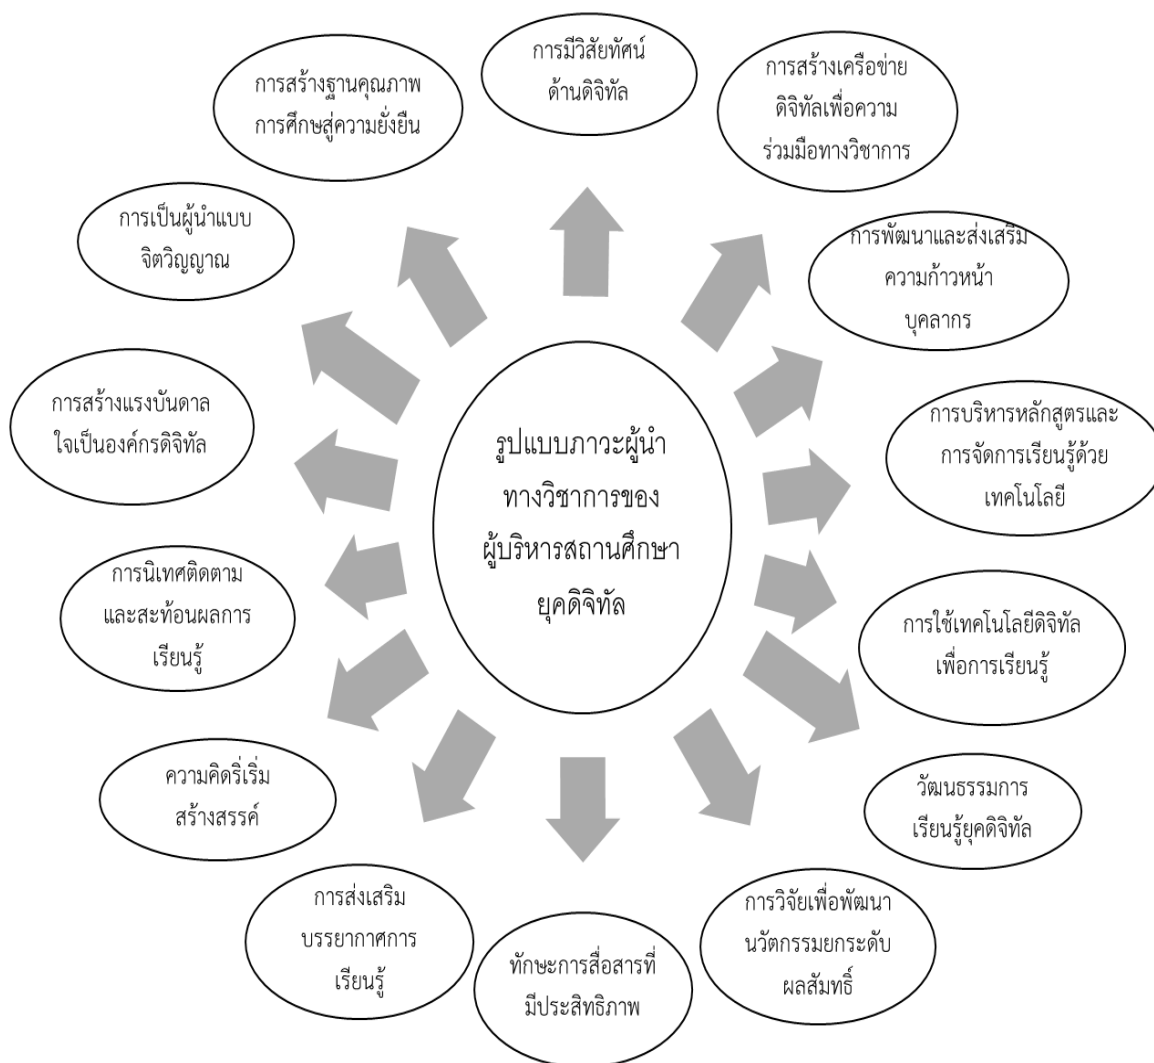 การมีวิสัยทัศน์
ด้านดิจิทัล
การสร้างเครือข่าย
ดิจิทัลเพื่อความ
ร่วมมือทางวิชาการ
การพัฒนาและส่งเสริม
ความก้าวหน้า
บุคลากร
การบริหารหลักสูตรและ
การจัดการเรียนรู้ด้วย
เทคโนโลยี
การใช้เทคโนโลยีดิจิทัล
เพื่อการเรียนรู้
วัฒนธรรมการ
เรียนรู้ยุคดิจิทัล
การวิจัยเพื่อพัฒนา
นวัตกรรมยกระดับ
ผลสัมทธิ์
ทักษะการสื่อสารที่
มีประสิทธิภาพ
การส่งเสริม
บรรยากาศการ
เรียนรู้
ความคิดริ่เริ่ม
สร้างสรรค์
การนิเทศติดตาม
และสะท้อนผลการ
เรียนรู้
การสร้างแรงบันดาล
ใจเป็นองค์กรดิจิทัล
การเป็นผู้นำแบบ
จิตวิญญาณ
การสร้างฐานคุณภาพ
การศึกษสู่ความยั่งยืน
รูปแบบภาวะผู้นำ
ทางวิชาการของ
ผู้บริหารสถานศึกษา
ยุคดิจิทัล